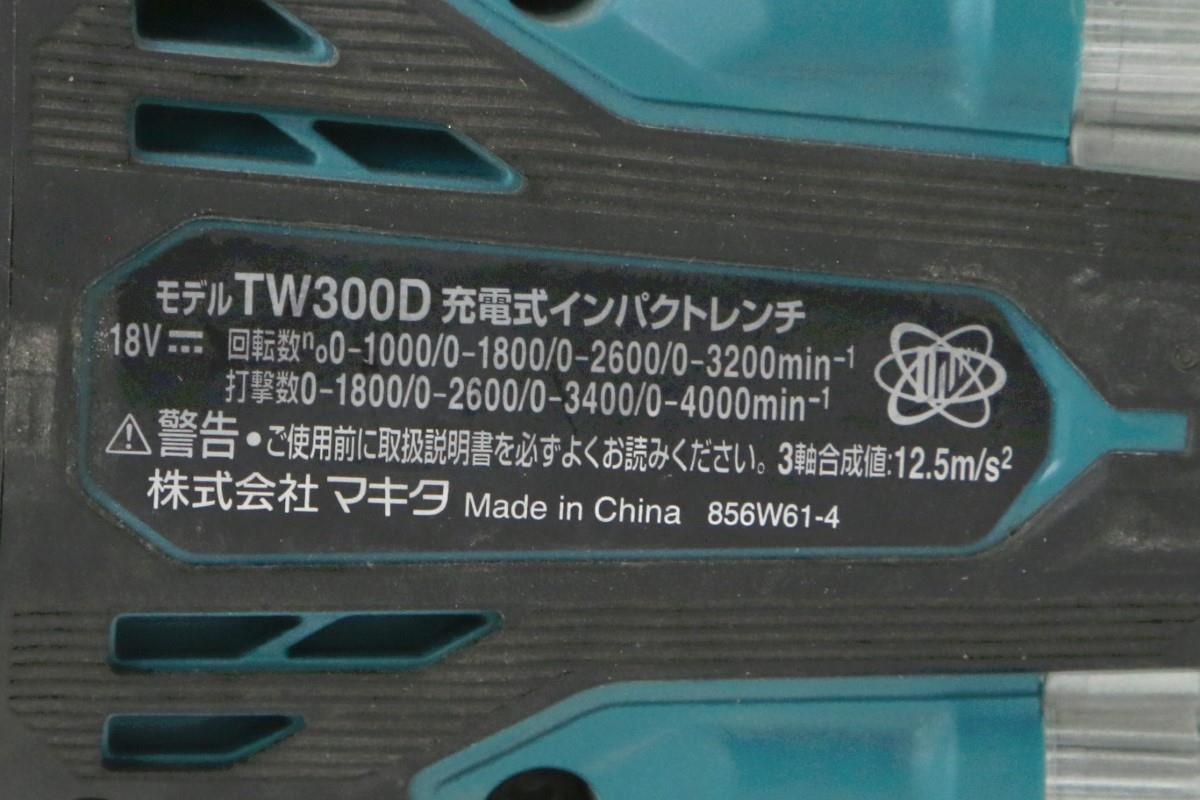 モデルTW300D 充電式インパクトレンチ
18V⎓ 回転数n₀0-1000/0-1800/0-2600/0-3200min⁻¹
打撃数0-1800/0-2600/0-3400/0-4000min⁻¹
⚠警告・ご使用前に取扱説明書を必ずよくお読みください。3軸合成値:12.5m/s²
株式会社マキタ Made in China 856W61-4